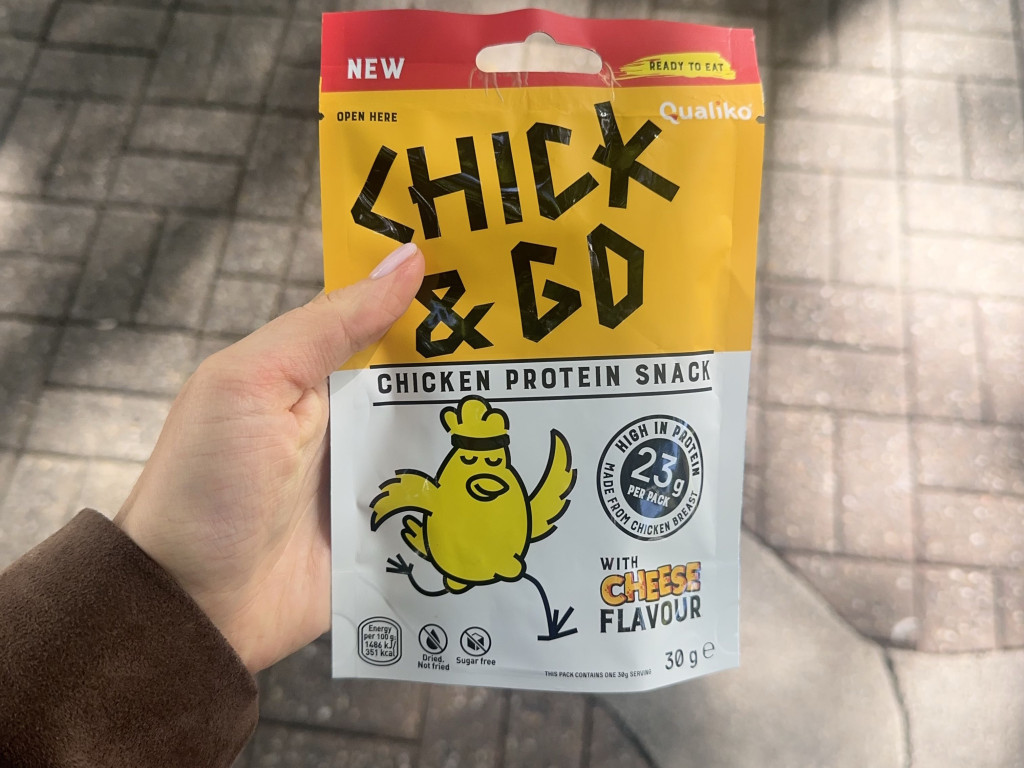 NEW
READY TO EAT
OPEN HERE
Qualiko
CHICK
& GO
CHICKEN PROTEIN SNACK
HIGH IN PROTEIN
23g
PER PACK
MADE FROM CHICKEN BREAST
WITH
CHEESE
FLAVOUR
Energy
per 100 g:
1486 kJ/
351 kcal
Dried.
Not fried
Sugar free
THIS PACK CONTAINS ONE 30g SERVING
30 g ℮